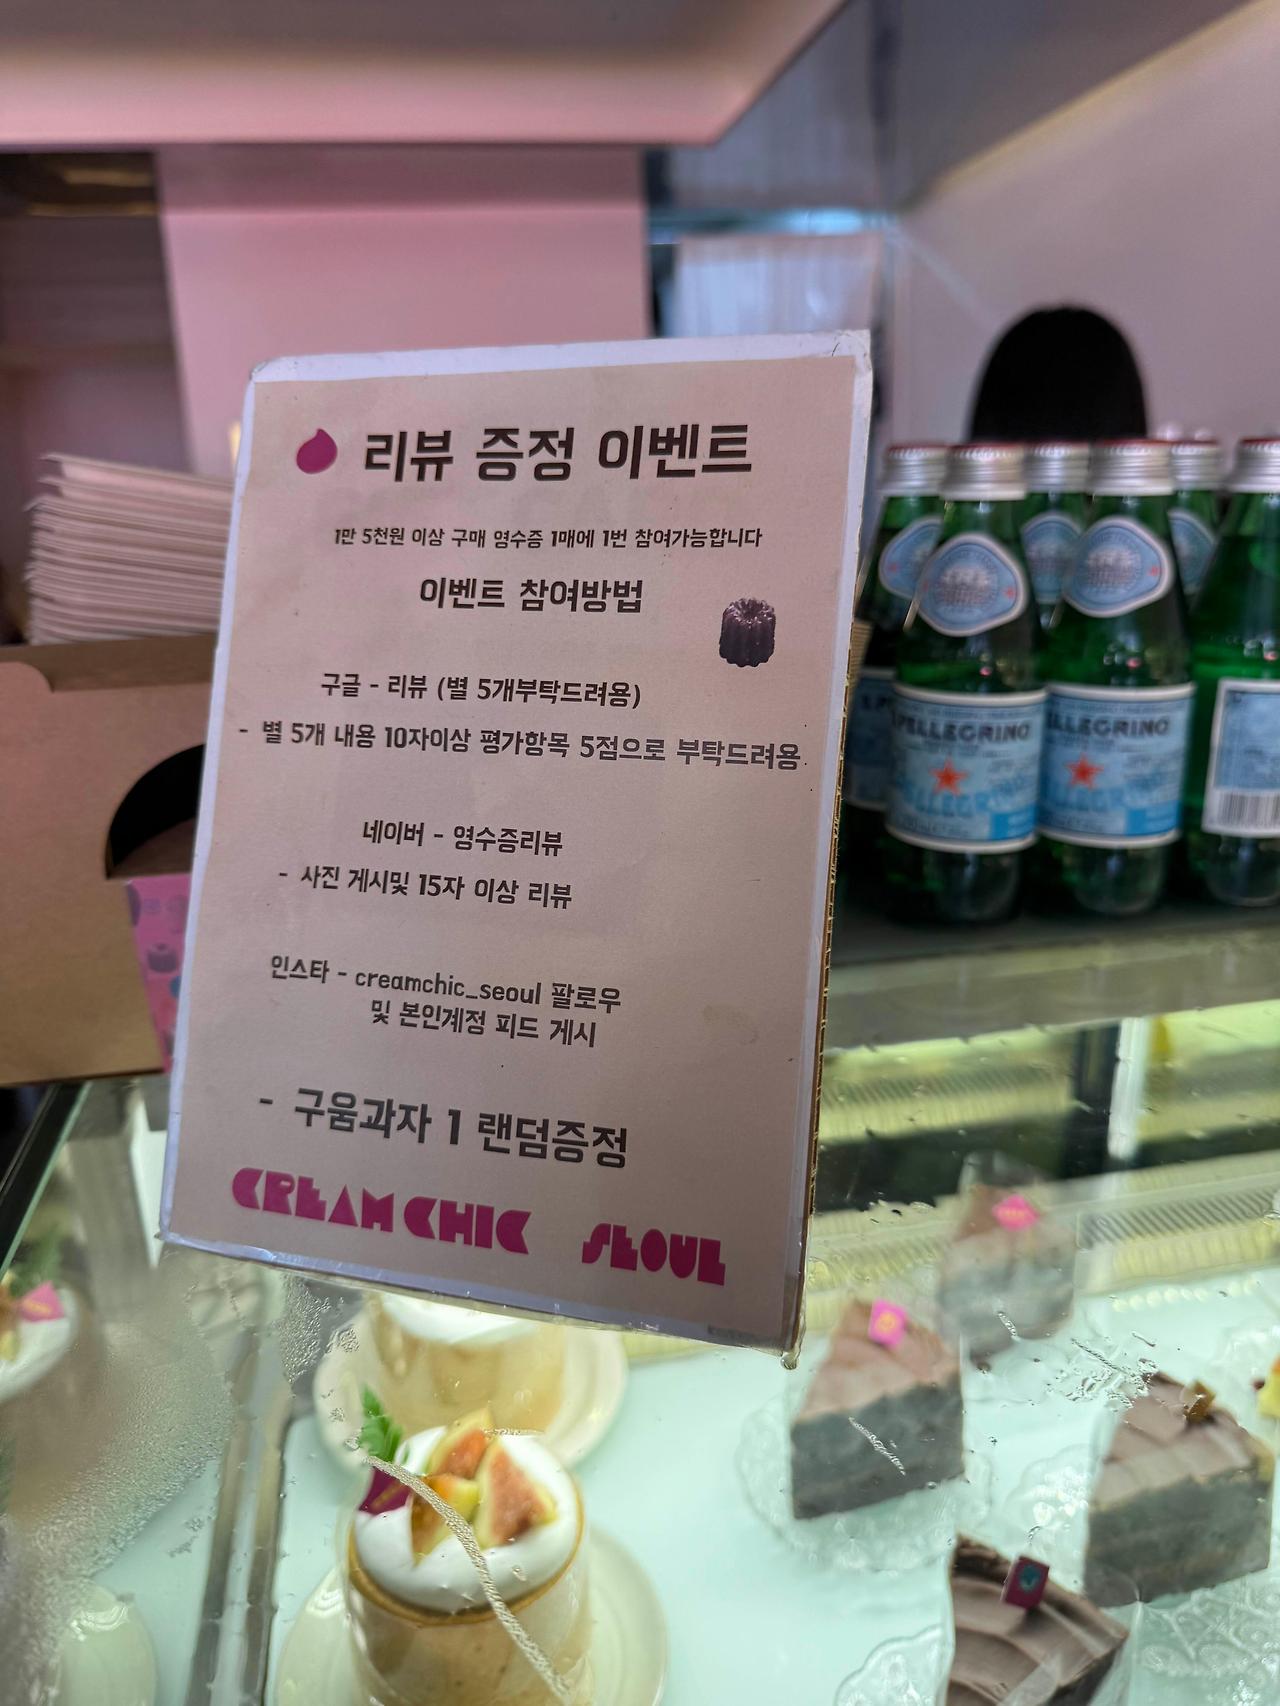 리뷰 증정 이벤트
1만 5천원 이상 구매 영수증 1매에 1번 참여가능합니다
이벤트 참여방법
구글 - 리뷰 (별 5개부탁드려용)
- 별 5개 내용 10자이상 평가항목 5점으로 부탁드려용.
네이버 - 영수증리뷰
- 사진 게시및 15자 이상 리뷰
인스타 - creamchic_seoul 팔로우
및 본인계정 피드 게시
- 구움과자 1 랜덤증정
CREAM CHIC SEOUL
S.PELLEGRINO
PELLEGRINO